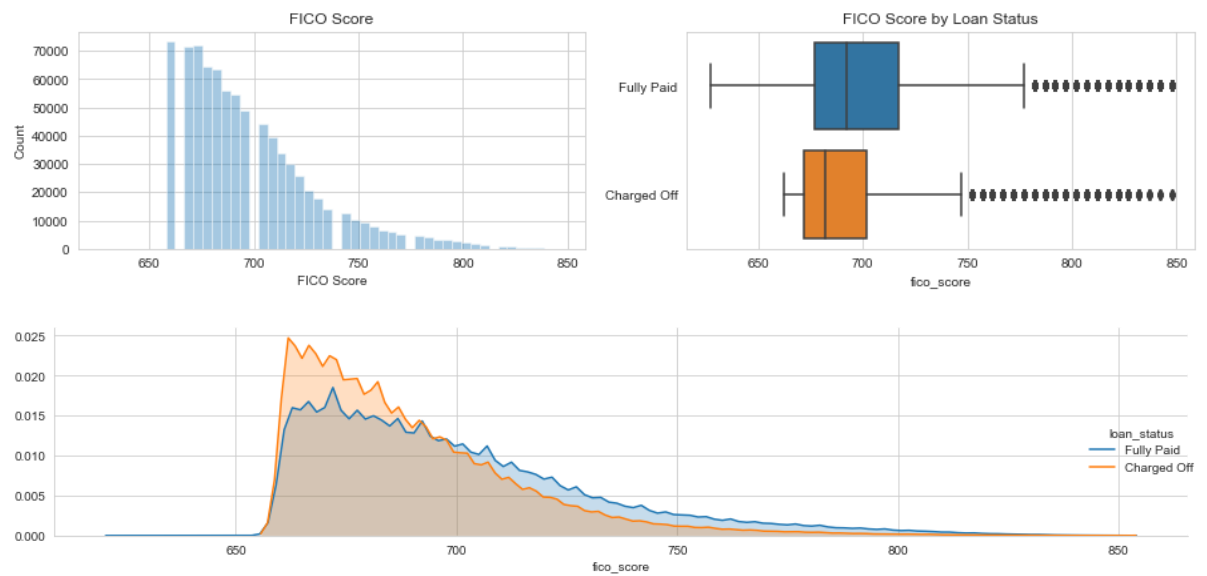 FICO Score
70000
60000
50000
40000
30000
20000
10000
0
Count
650 700 750 800 850
FICO Score
FICO Score by Loan Status
Fully Paid
Charged Off
650 700 750 800 850
fico_score
0.025
0.020
0.015
0.010
0.005
0.000
650 700 750 800 850
fico_score
loan_status
Fully Paid
Charged Off